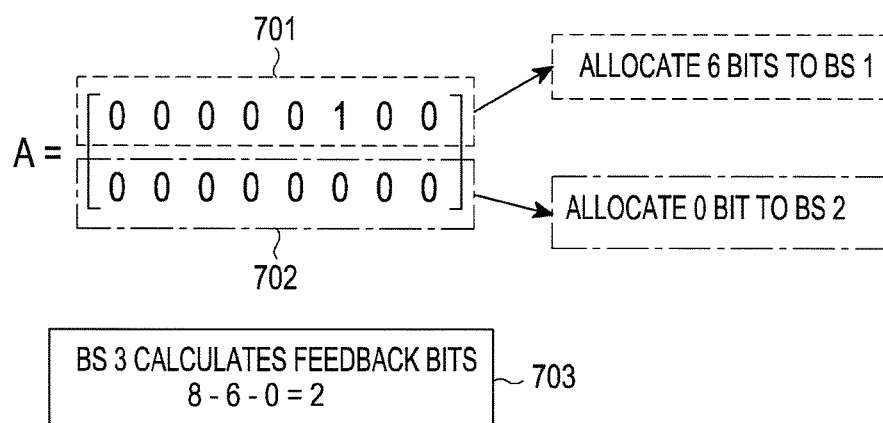 701
ALLOCATE 6 BITS TO BS 1
0 0 0 0 0 1 0 0
A =
0 0 0 0 0 0 0 0
ALLOCATE 0 BIT TO BS 2
702
BS 3 CALCULATES FEEDBACK BITS
8 - 6 - 0 = 2
703